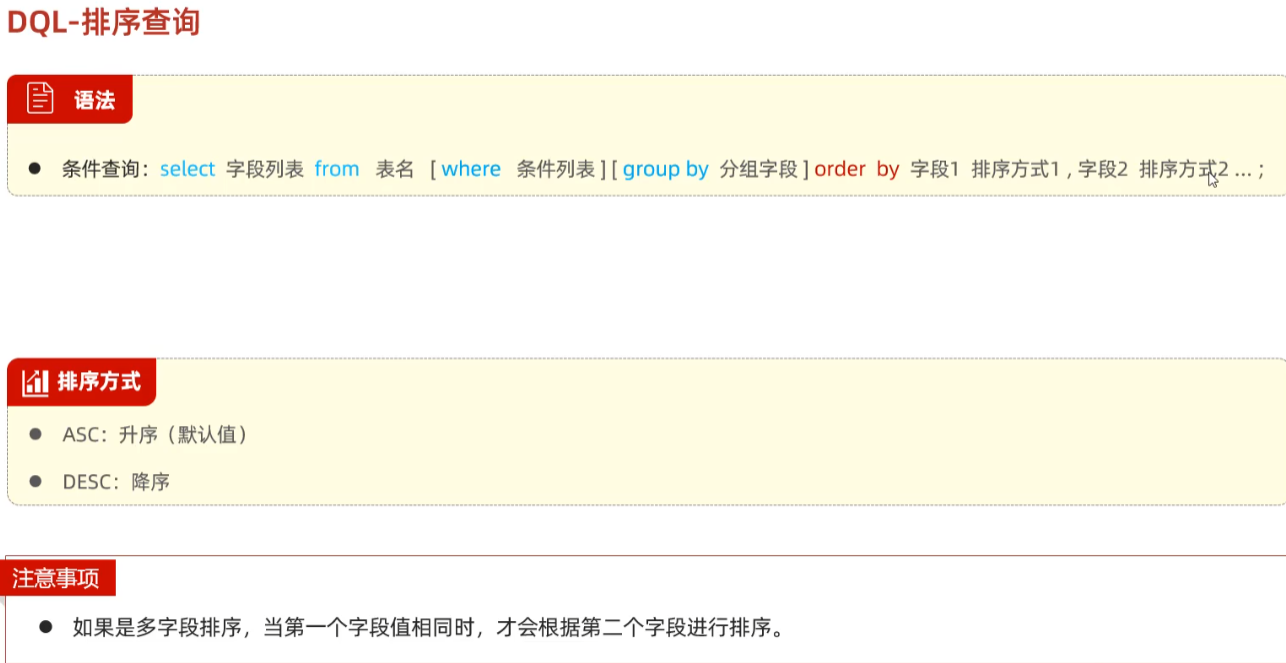 DQL-排序查询
语法
● 条件查询：select 字段列表 from 表名 [ where 条件列表 ] [ group by 分组字段 ] order by 字段1 排序方式1 , 字段2 排序方式2 … ;
排序方式
● ASC：升序（默认值）
● DESC：降序
注意事项
● 如果是多字段排序，当第一个字段值相同时，才会根据第二个字段进行排序。